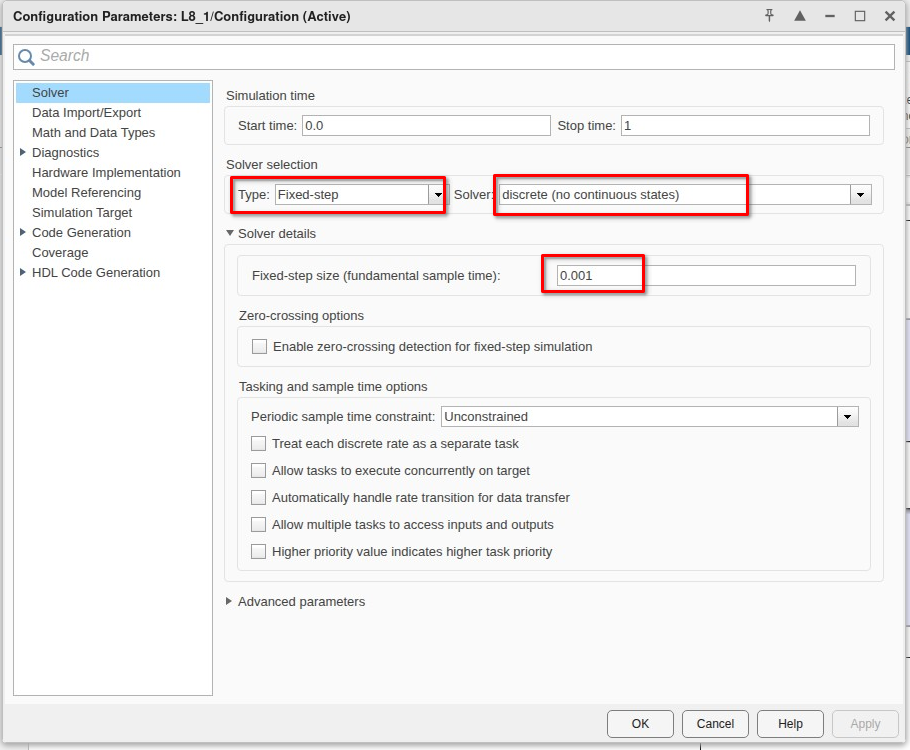 Configuration Parameters: L8_1/Configuration (Active)
Search
Solver
Data Import/Export
Math and Data Types
Diagnostics
Hardware Implementation
Model Referencing
Simulation Target
Code Generation
Coverage
HDL Code Generation
Simulation time
Start time: 0.0 Stop time: 1
Solver selection
Type: Fixed-step Solver: discrete (no continuous states)
Solver details
Fixed-step size (fundamental sample time): 0.001
Zero-crossing options
Enable zero-crossing detection for fixed-step simulation
Tasking and sample time options
Periodic sample time constraint: Unconstrained
Treat each discrete rate as a separate task
Allow tasks to execute concurrently on target
Automatically handle rate transition for data transfer
Allow multiple tasks to access inputs and outputs
Higher priority value indicates higher task priority
Advanced parameters
OK Cancel Help Apply